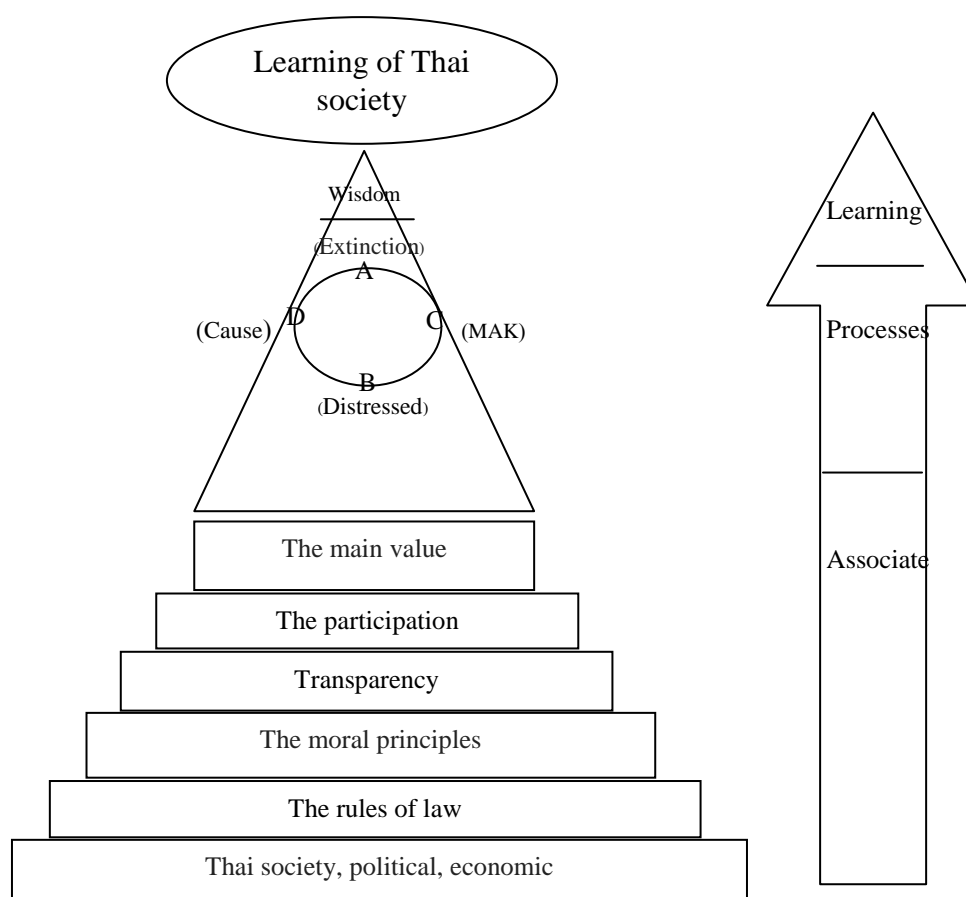 Learning of Thai
society
Wisdom
(Extinction)
A
D
C
(Cause)
(MAK)
B
(Distressed)
The main value
The participation
Transparency
The moral principles
The rules of law
Thai society, political, economic
Learning
Processes
Associate